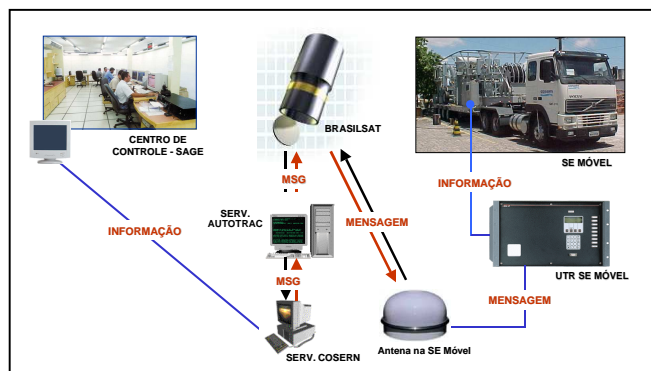 BRASILSAT
CENTRO DE
CONTROLE - SAGE
SE MÓVEL
MSG
INFORMAÇÃO
SERV.
AUTOTRAC
MENSAGEM
INFORMAÇÃO
UTR SE MÓVEL
MSG
MENSAGEM
SERV. COSERN
Antena na SE Móvel